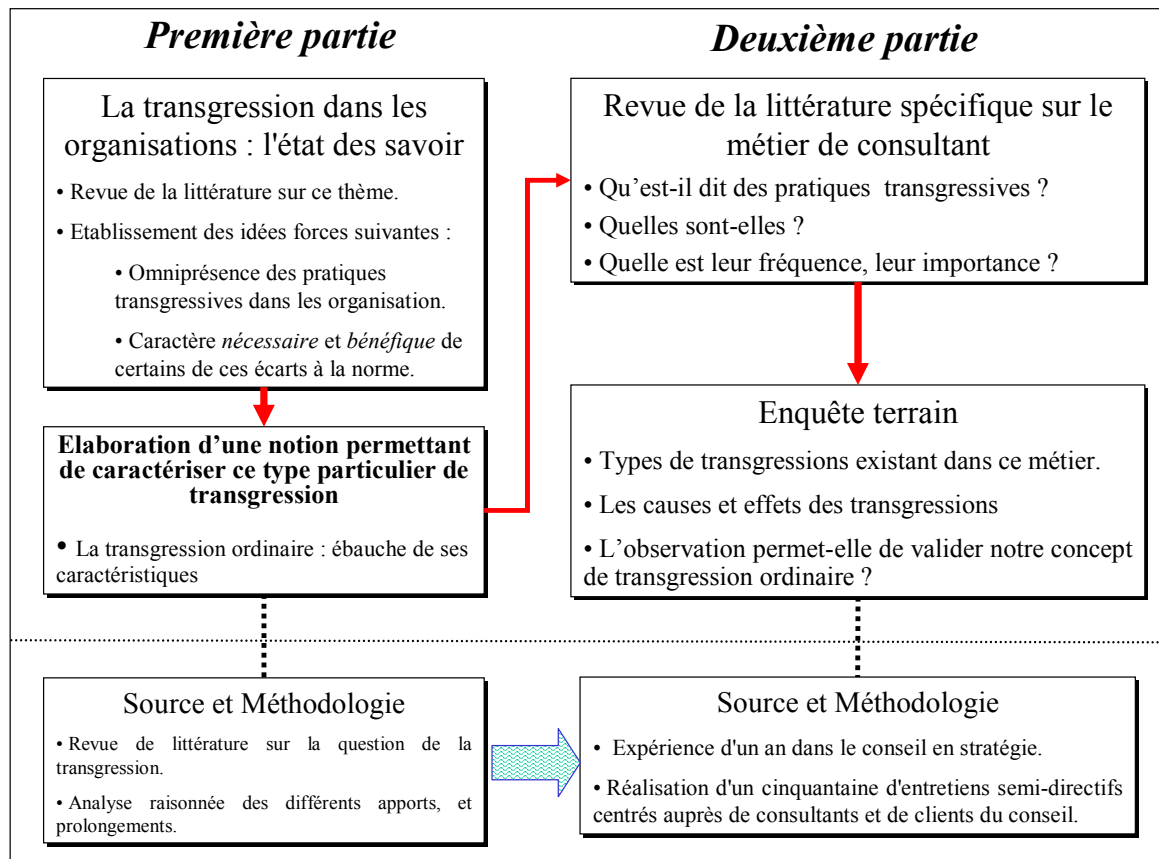 Première partie
La transgression dans les
organisations : l'état des savoir
• Revue de la littérature sur ce thème.
• Etablissement des idées forces suivantes :
• Omniprésence des pratiques
transgressives dans les organisation.
• Caractère nécessaire et bénéfique de
certains de ces écarts à la norme.
Elaboration d’une notion permettant
de caractériser ce type particulier de
transgression
• La transgression ordinaire : ébauche de ses
caractéristiques
Deuxième partie
Revue de la littérature spécifique sur le
métier de consultant
• Qu’est-il dit des pratiques transgressives ?
• Quelles sont-elles ?
• Quelle est leur fréquence, leur importance ?
Enquête terrain
• Types de transgressions existant dans ce métier.
• Les causes et effets des transgressions
• L’observation permet-elle de valider notre concept
de transgression ordinaire ?
Source et Méthodologie
• Revue de littérature sur la question de la
transgression.
• Analyse raisonnée des différents apports, et
prolongements.
Source et Méthodologie
• Expérience d'un an dans le conseil en stratégie.
• Réalisation d'un cinquantaine d'entretiens semi-directifs
centrés auprès de consultants et de clients du conseil.